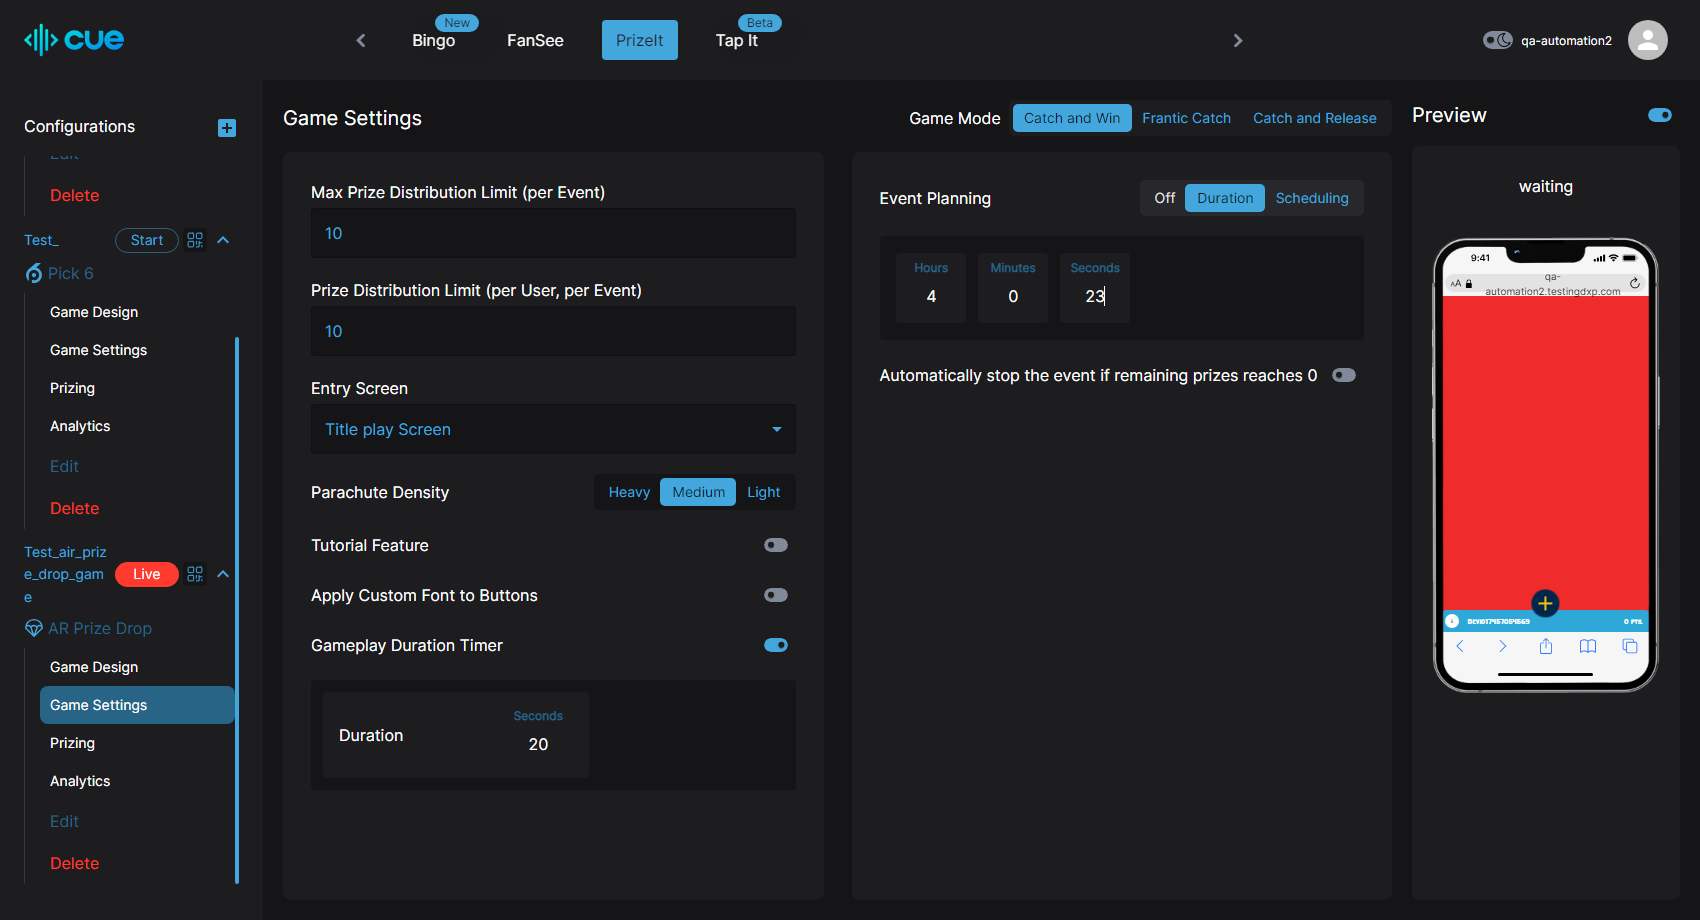 cue
New
Bingo
FanSee
PrizeIt
Beta
Tap It
qa-automation2
Configurations
Delete
Test_
Start
Pick 6
Game Design
Game Settings
Prizing
Analytics
Edit
Delete
Test_air_priz
e_drop_gam
e
Live
AR Prize Drop
Game Design
Game Settings
Prizing
Analytics
Edit
Delete
Game Settings
Game Mode
Catch and Win
Frantic Catch
Catch and Release
Max Prize Distribution Limit (per Event)
10
Prize Distribution Limit (per User, per Event)
10
Entry Screen
Title play Screen
Parachute Density
Heavy
Medium
Light
Tutorial Feature
Apply Custom Font to Buttons
Gameplay Duration Timer
Duration
Seconds
20
Event Planning
Off
Duration
Scheduling
Hours
4
Minutes
0
Seconds
23
Automatically stop the event if remaining prizes reaches 0
Preview
waiting
9:41
AA
qa-
automation2.testingdxp.com
0 PTS.